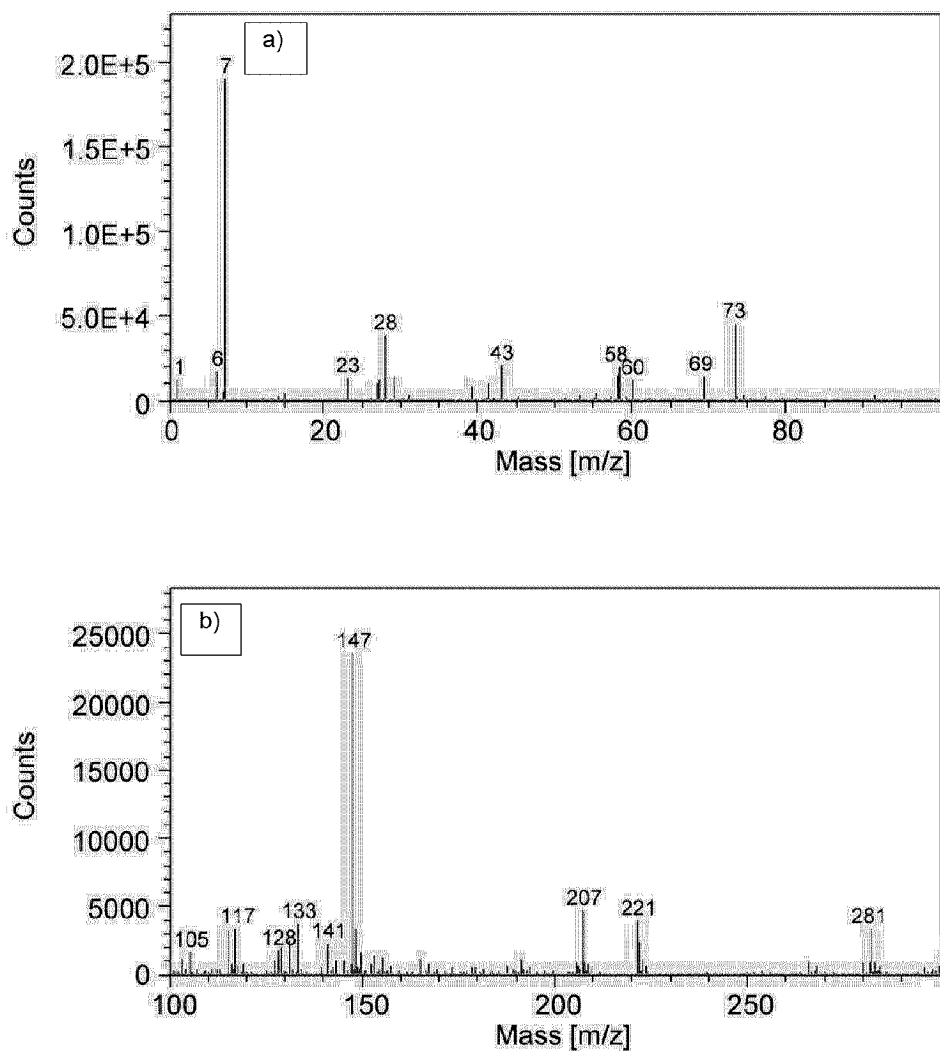 a)
Counts
2.0E+5
1.5E+5
1.0E+5
5.0E+4
0
1 6 7 23 28 43 58 60 69 73
0 20 40 60 80
Mass [m/z]
b)
Counts
25000
20000
15000
10000
5000
0
105 117 128 133 141 147 207 221 281
100 150 200 250
Mass [m/z]